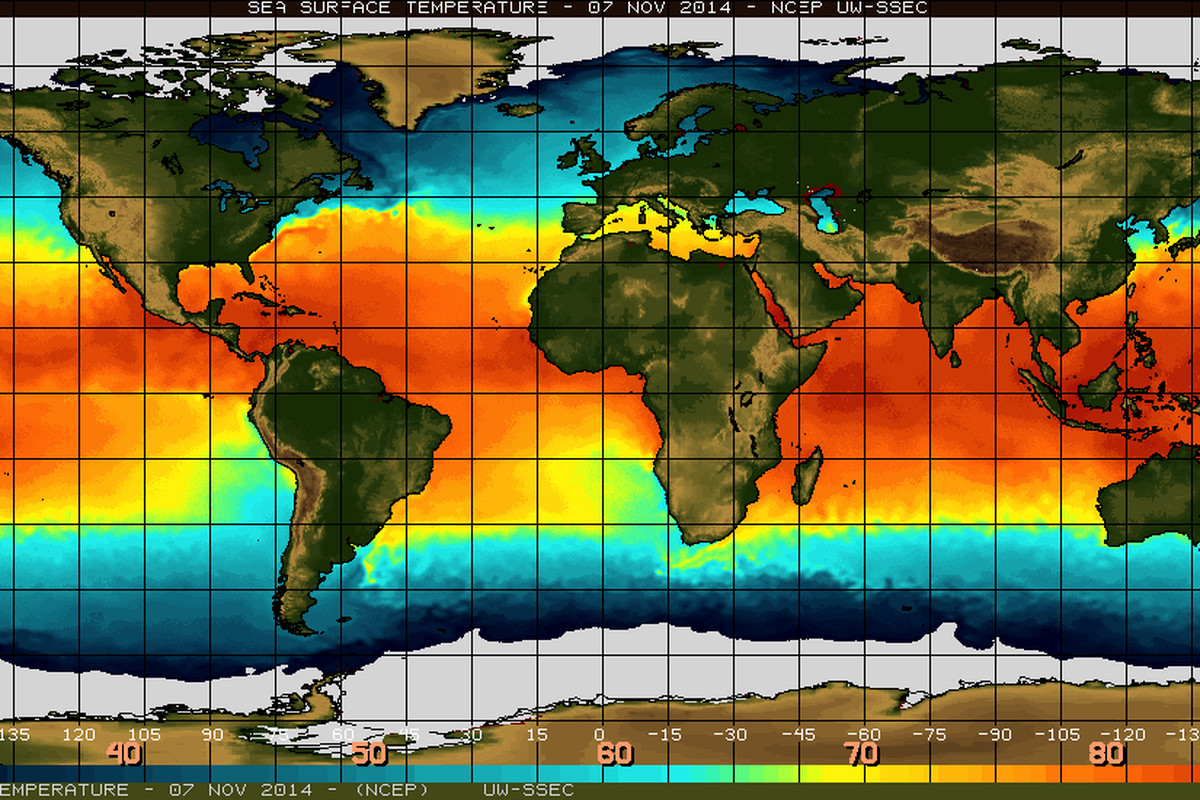 SEA SURFACE TEMPERATURE - 07 NOV 2014 - NCEP UW-SSEC
135 120 105 90 75 60 45 30 15 0 -15 -30 -45 -60 -75 -90 -105 -120 -13
40 50 60 70 80
EMPERATURE - 07 NOV 2014 - (NCEP) UW-SSEC